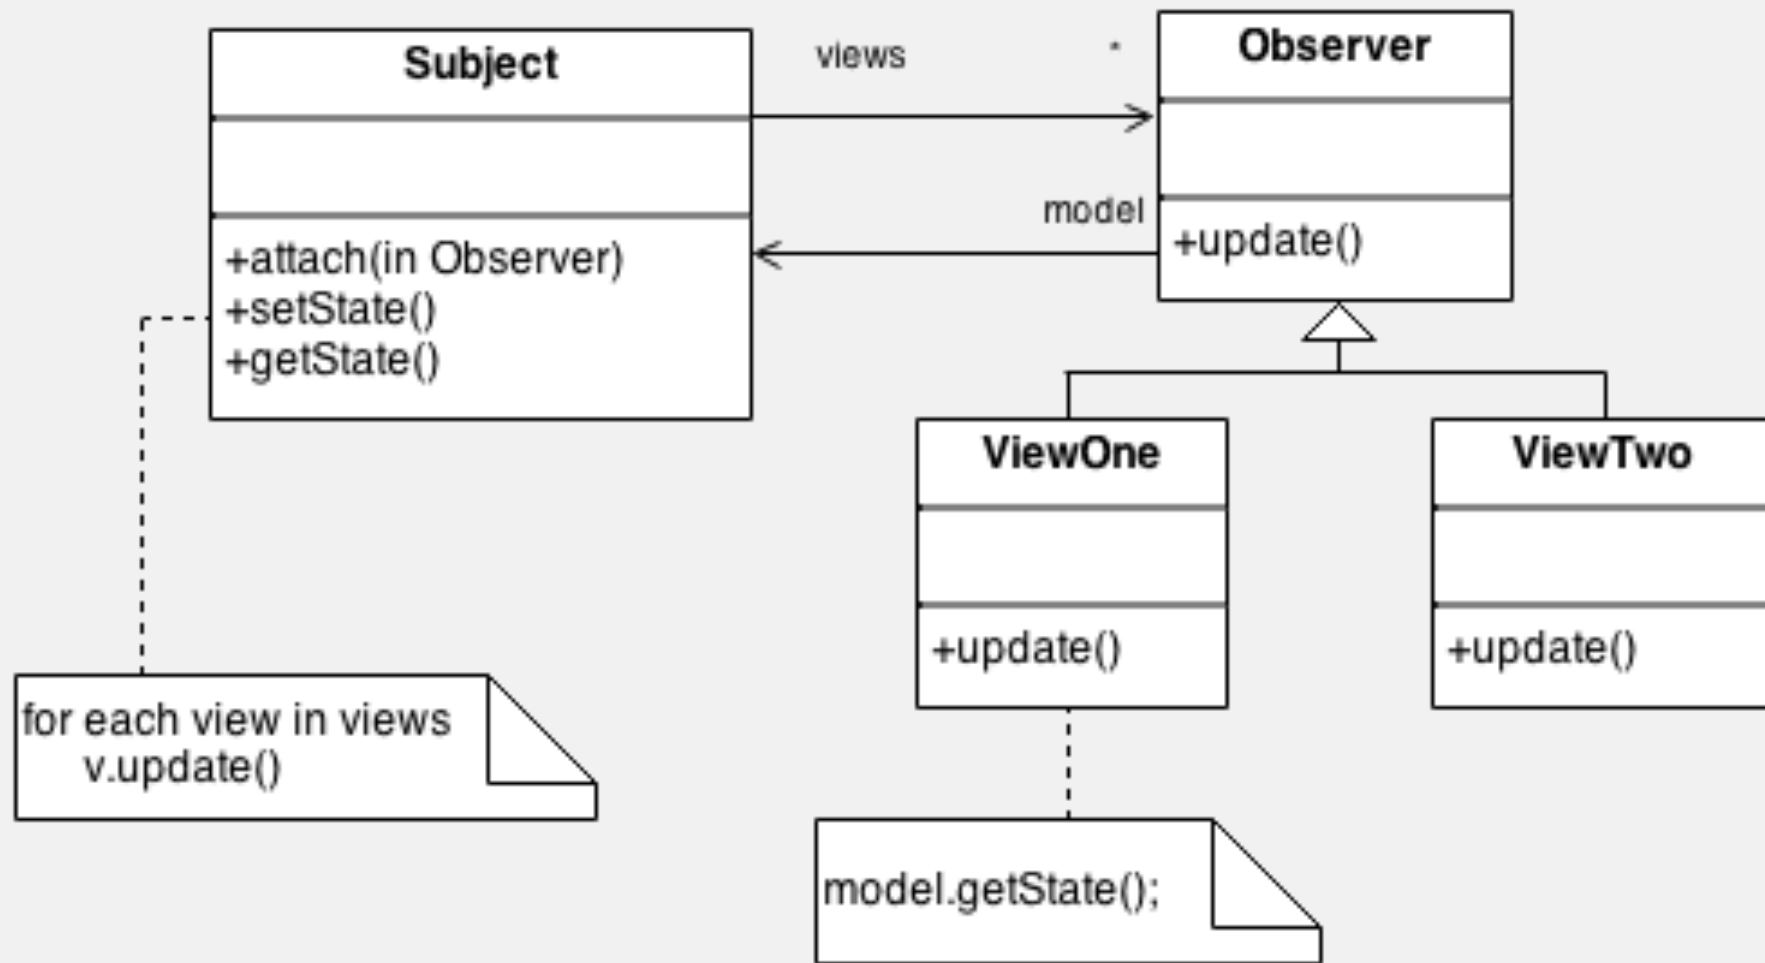 Subject
+attach(in Observer)
+setState()
+getState()
views
*
model
Observer
+update()
ViewOne
+update()
ViewTwo
+update()
for each view in views
v.update()
model.getState();